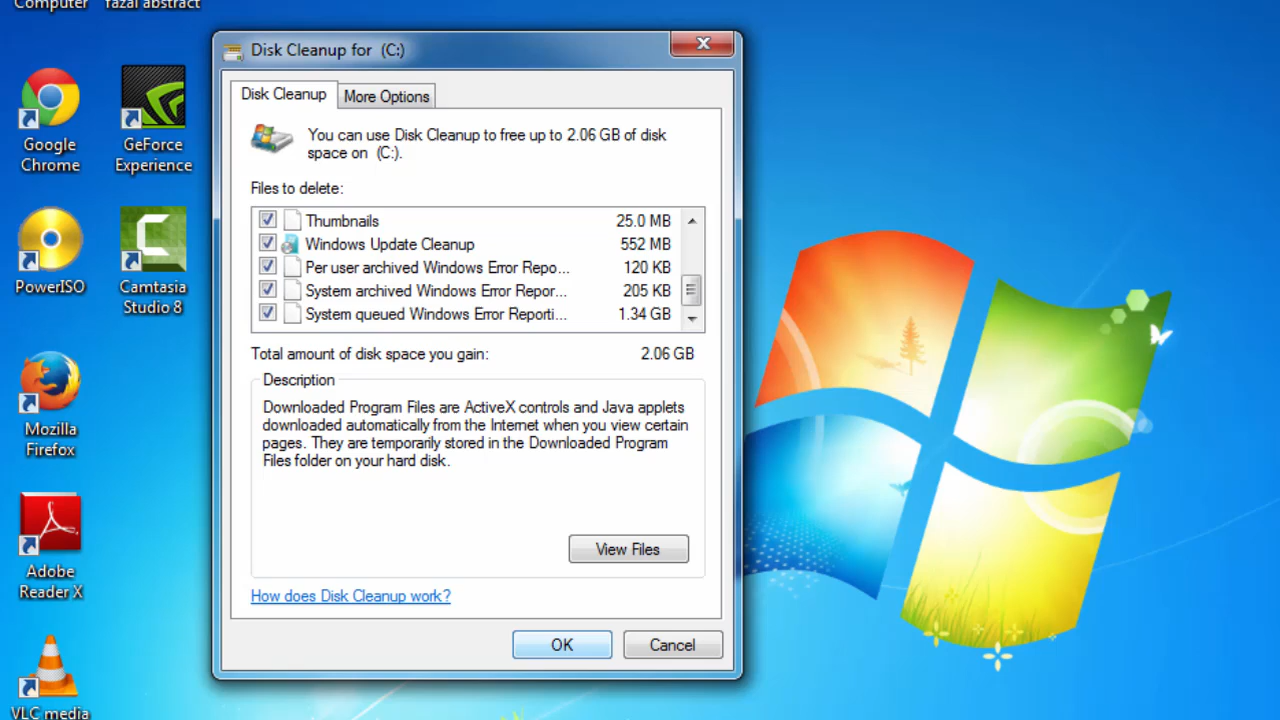 Computer
fazal abstract
Google
Chrome
GeForce
Experience
PowerISO
Camtasia
Studio 8
Mozilla
Firefox
Adobe
Reader X
VLC media
Disk Cleanup for (C:)
Disk Cleanup
More Options
You can use Disk Cleanup to free up to 2.06 GB of disk
space on (C:).
Files to delete:
Thumbnails 25.0 MB
Windows Update Cleanup 552 MB
Per user archived Windows Error Repo... 120 KB
System archived Windows Error Repor... 205 KB
System queued Windows Error Reporti... 1.34 GB
Total amount of disk space you gain: 2.06 GB
Description
Downloaded Program Files are ActiveX controls and Java applets
downloaded automatically from the Internet when you view certain
pages. They are temporarily stored in the Downloaded Program
Files folder on your hard disk.
View Files
How does Disk Cleanup work?
OK
Cancel